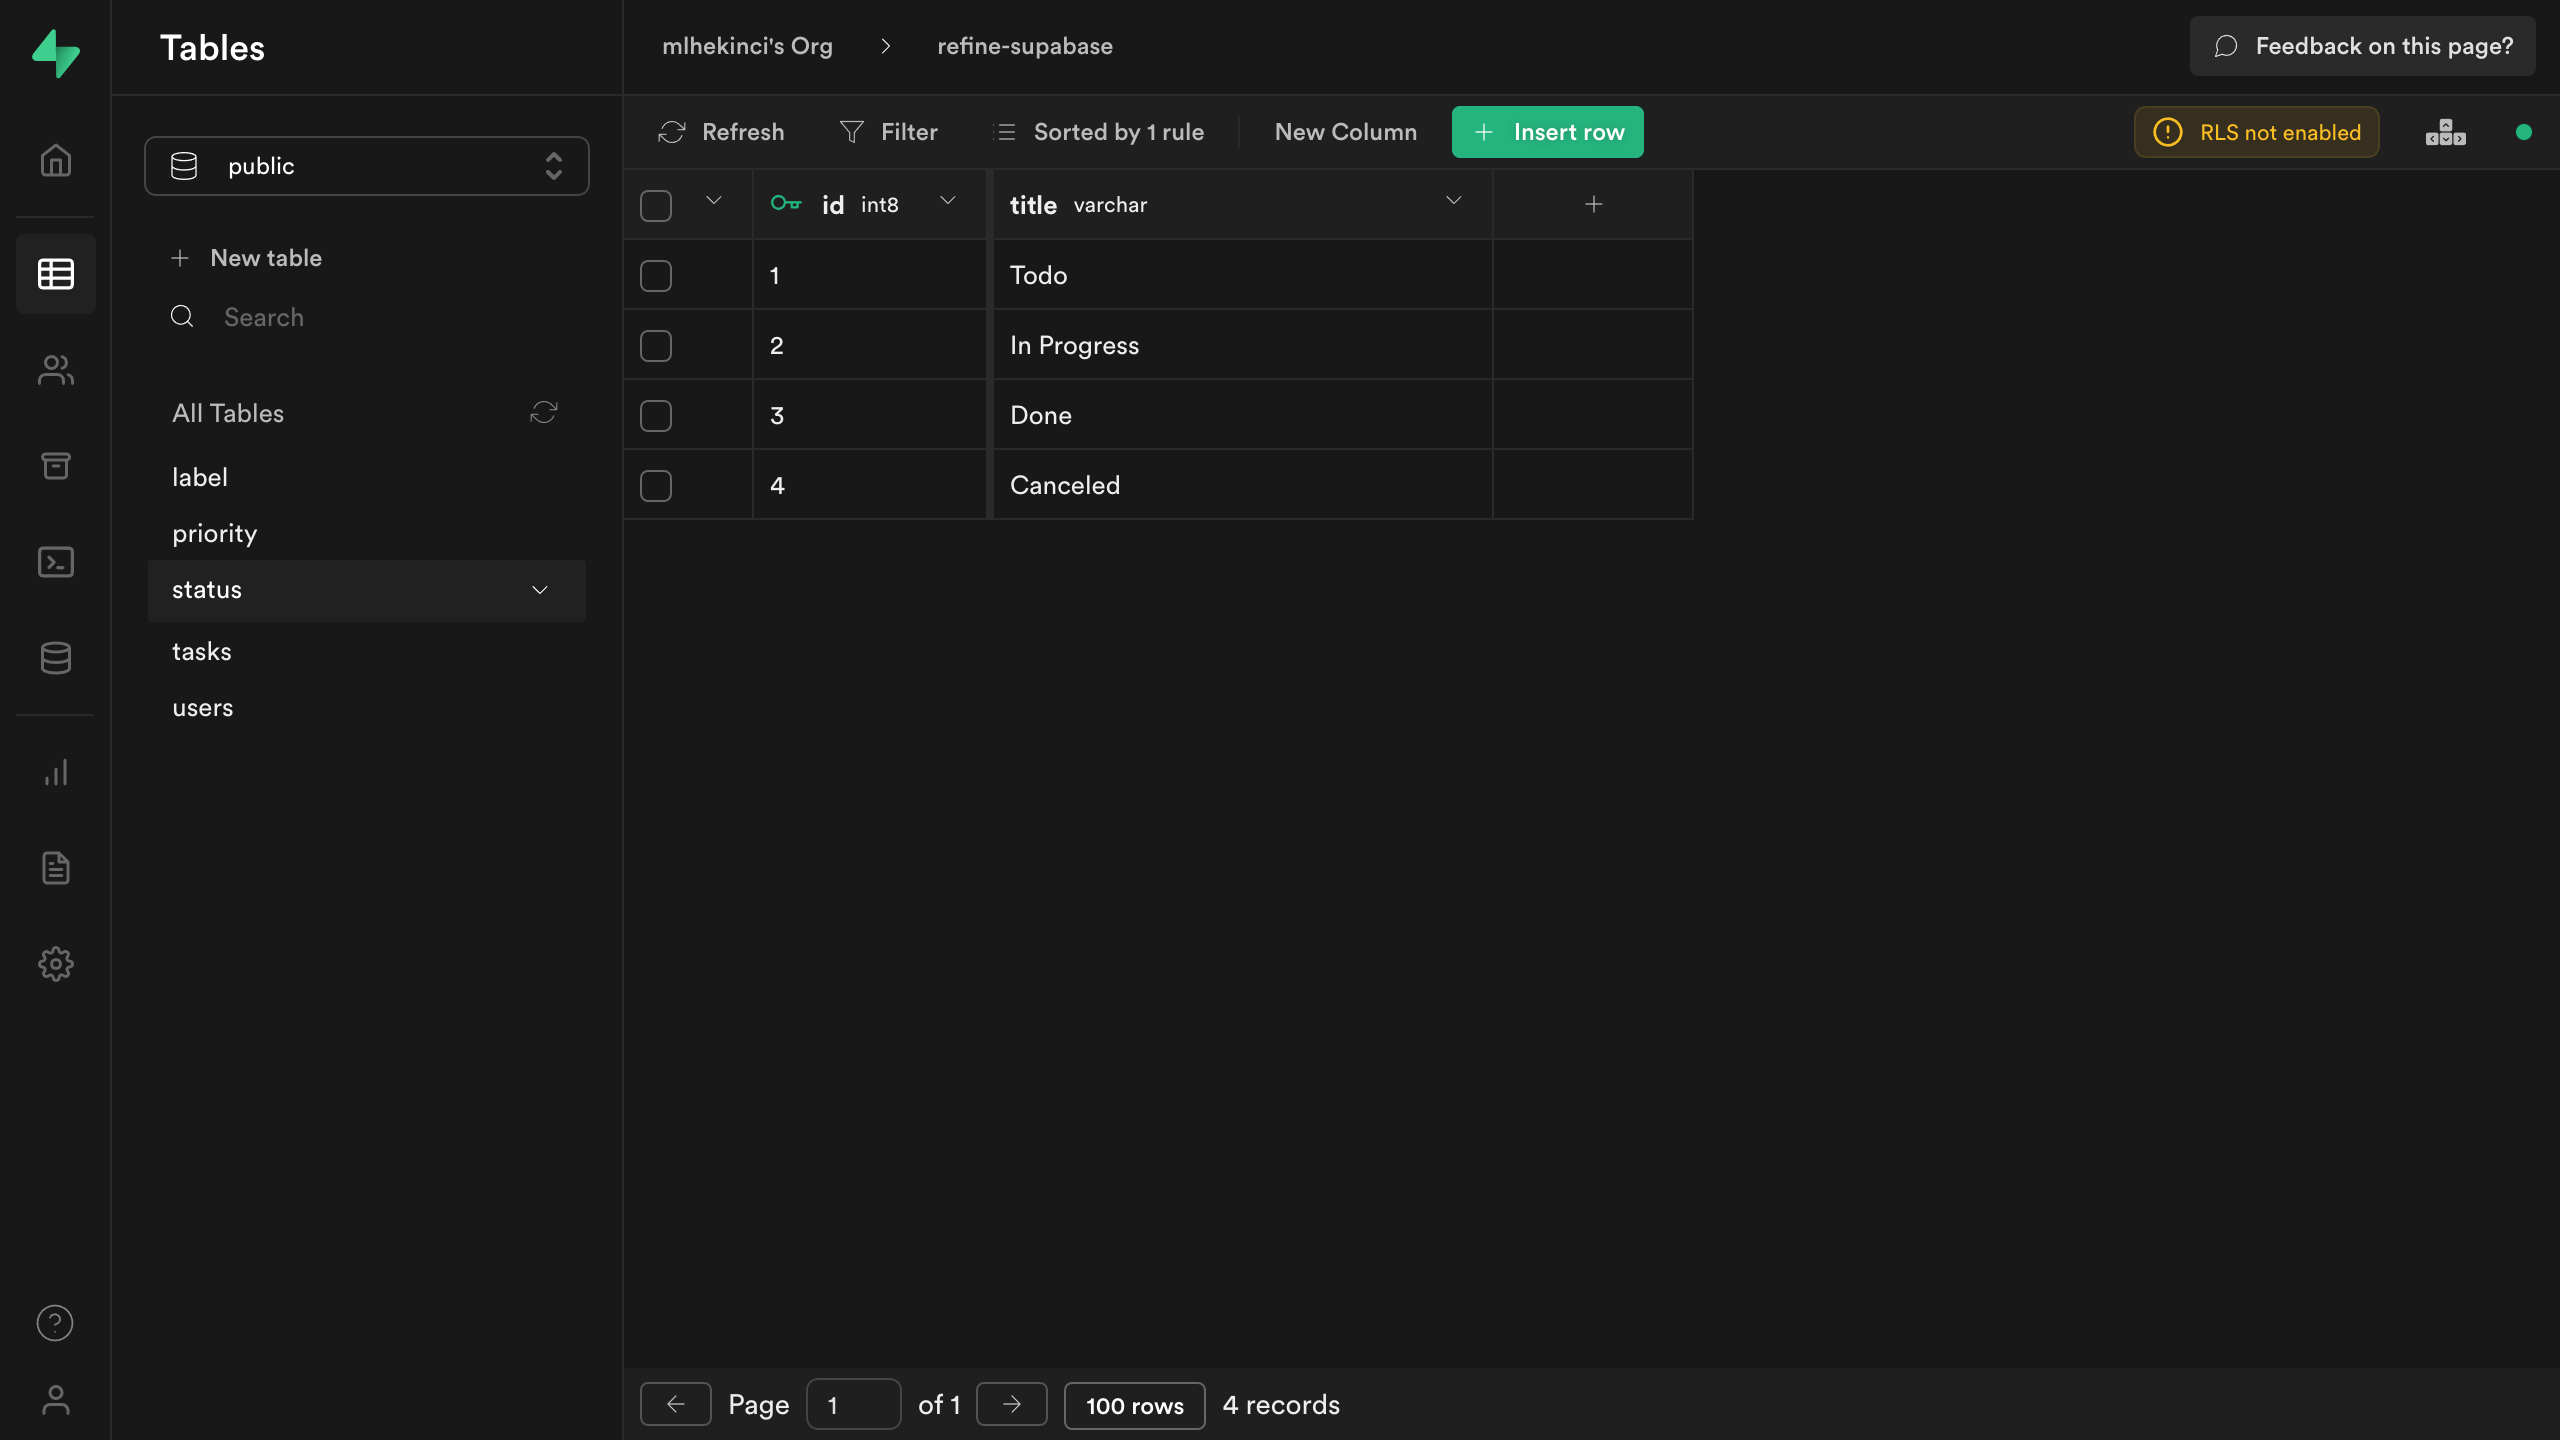 Tables
mlhekinci's Org > refine-supabase
Feedback on this page?
public
New table
Search
All Tables
label
priority
status
tasks
users
Refresh Filter Sorted by 1 rule New Column + Insert row RLS not enabled
id int8 title varchar
1 Todo
2 In Progress
3 Done
4 Canceled
Page 1 of 1 100 rows 4 records